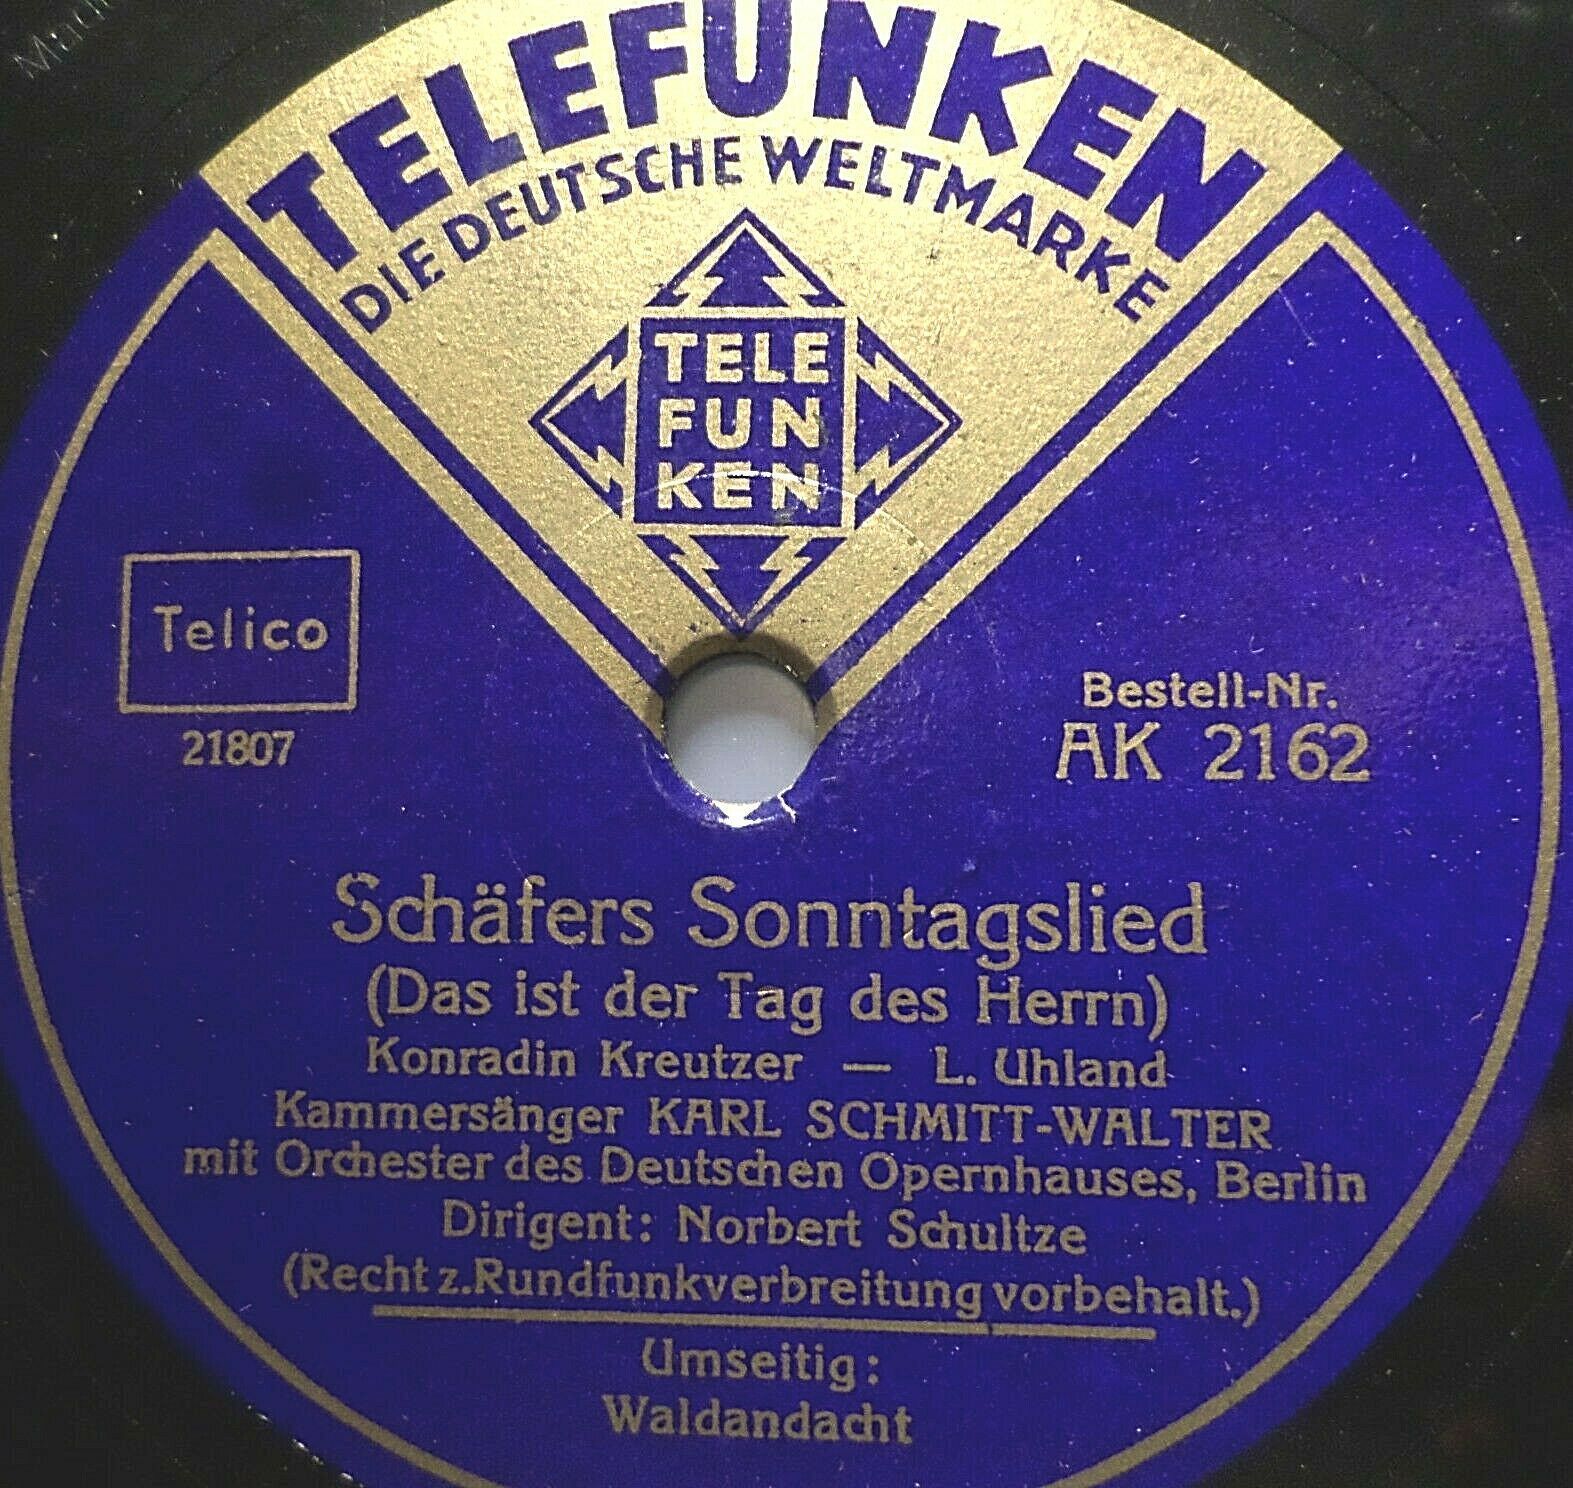 TELEFUNKEN
DIE DEUTSCHE WELTMARKE
TELE
FUN
KEN
Telico
21807
Bestell-Nr.
AK 2162
Schäfers Sonntagslied
(Das ist der Tag des Herrn)
Konradin Kreutzer — L. Uhland
Kammersänger KARL SCHMITT-WALTER
mit Orchester des Deutschen Opernhauses, Berlin
Dirigent: Norbert Schultze
(Recht z. Rundfunkverbreitung vorbehalt.)
Umseitig:
Waldandacht